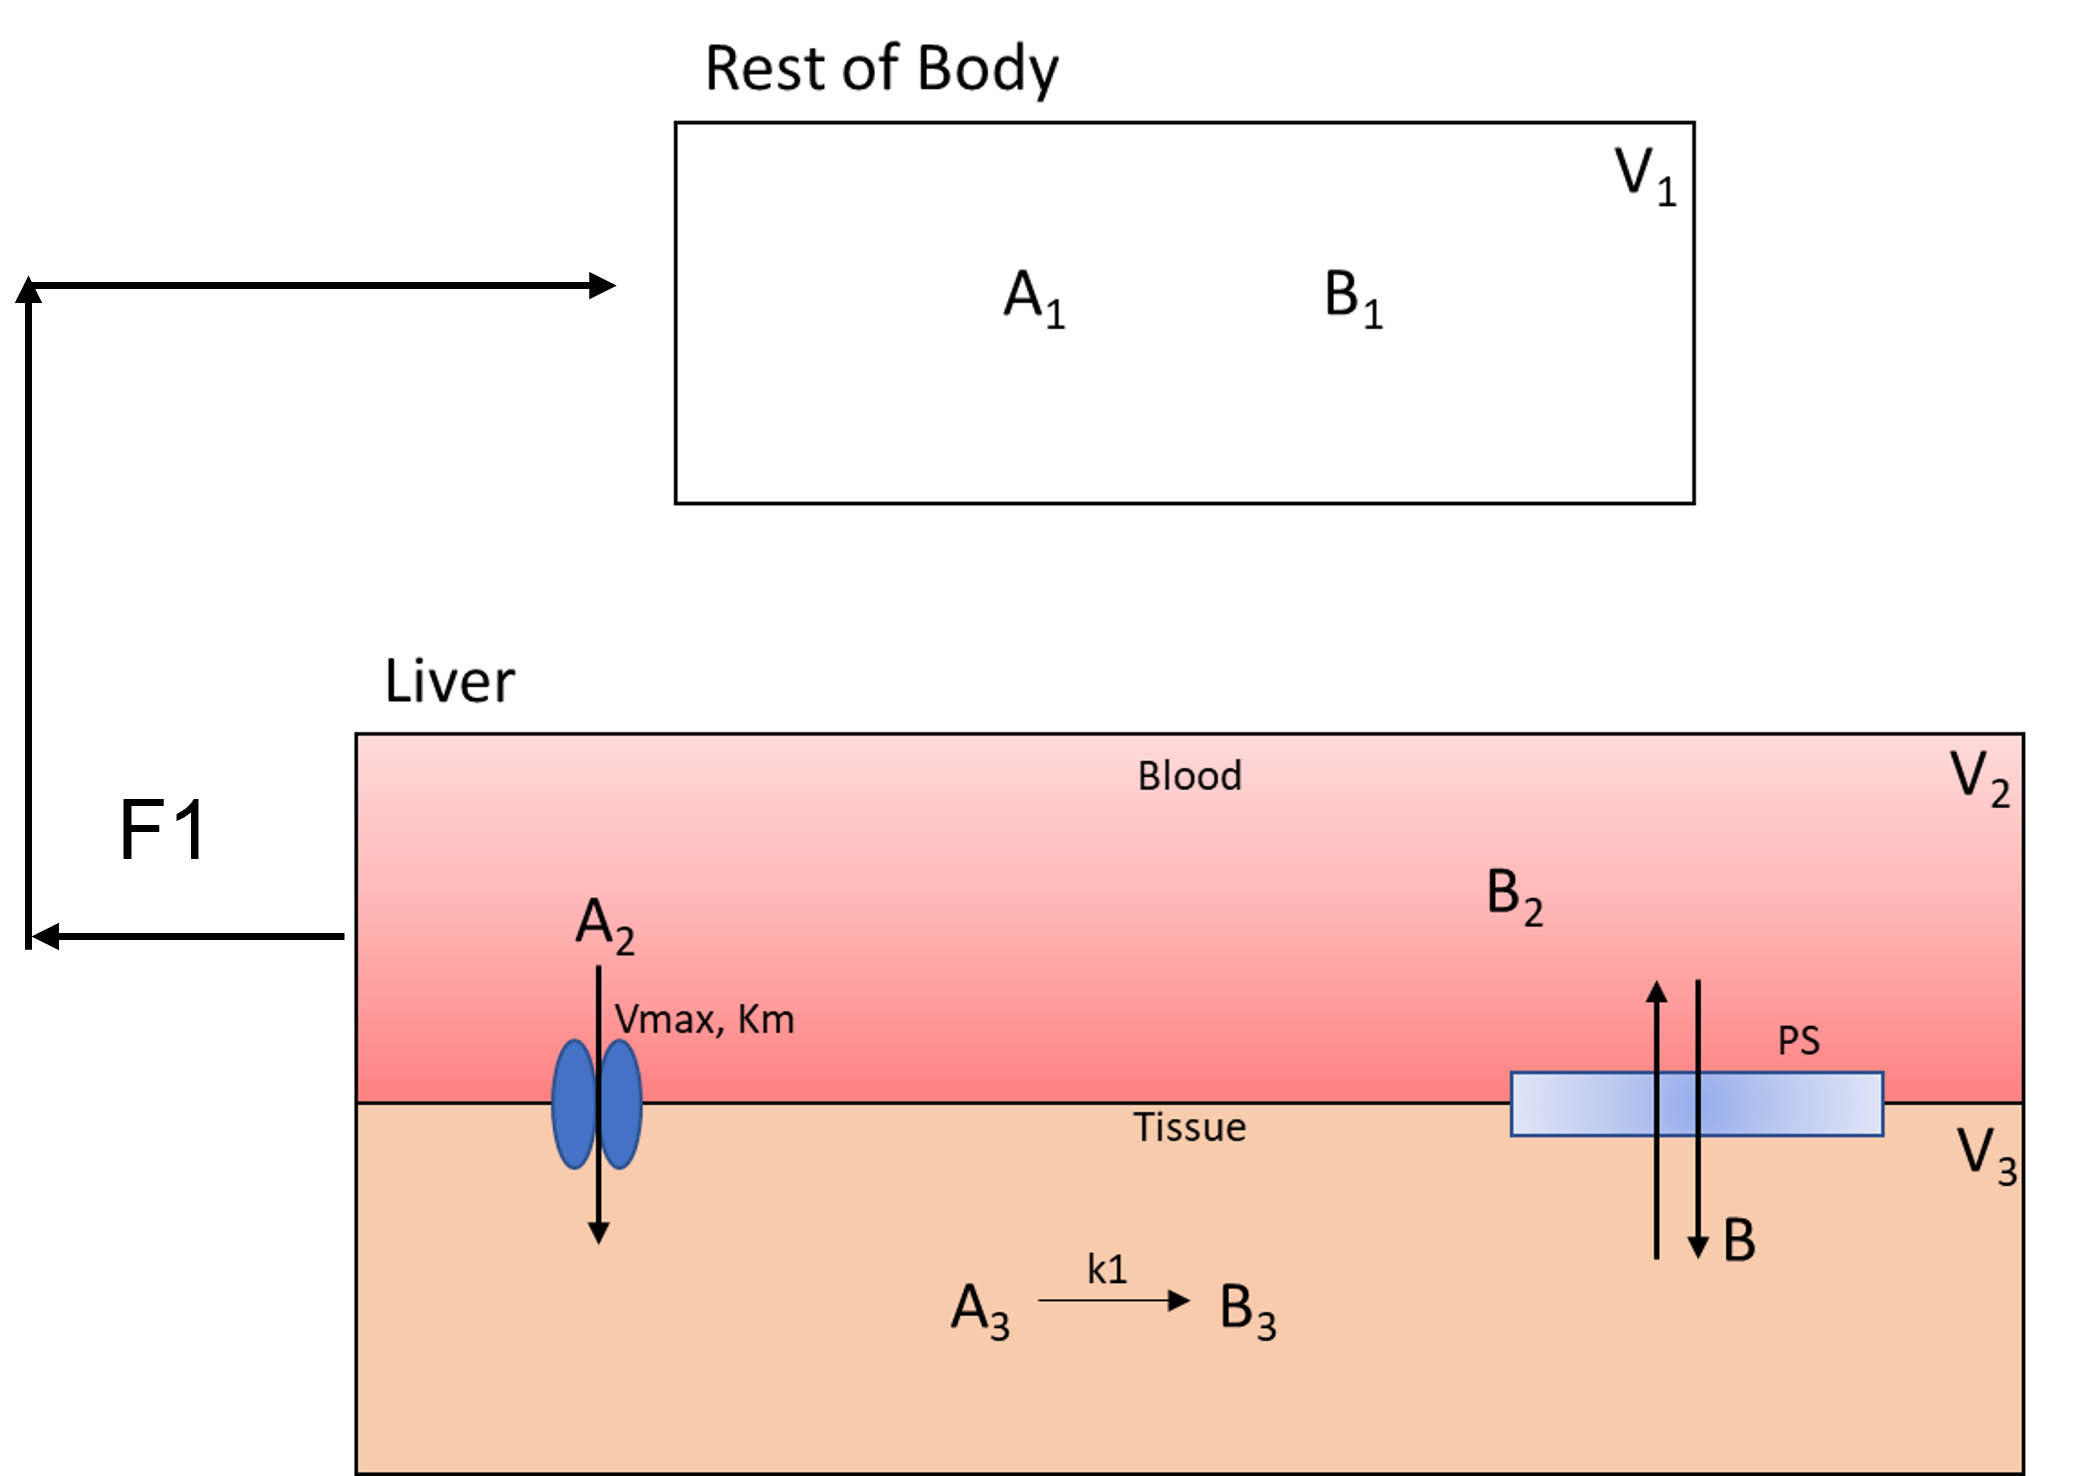 Rest of Body
V₁
A₁ B₁
Liver
Blood
V₂
F1
B₂
A₂
Vmax, Km
PS
Tissue
V₃
B
k1
A₃ B₃